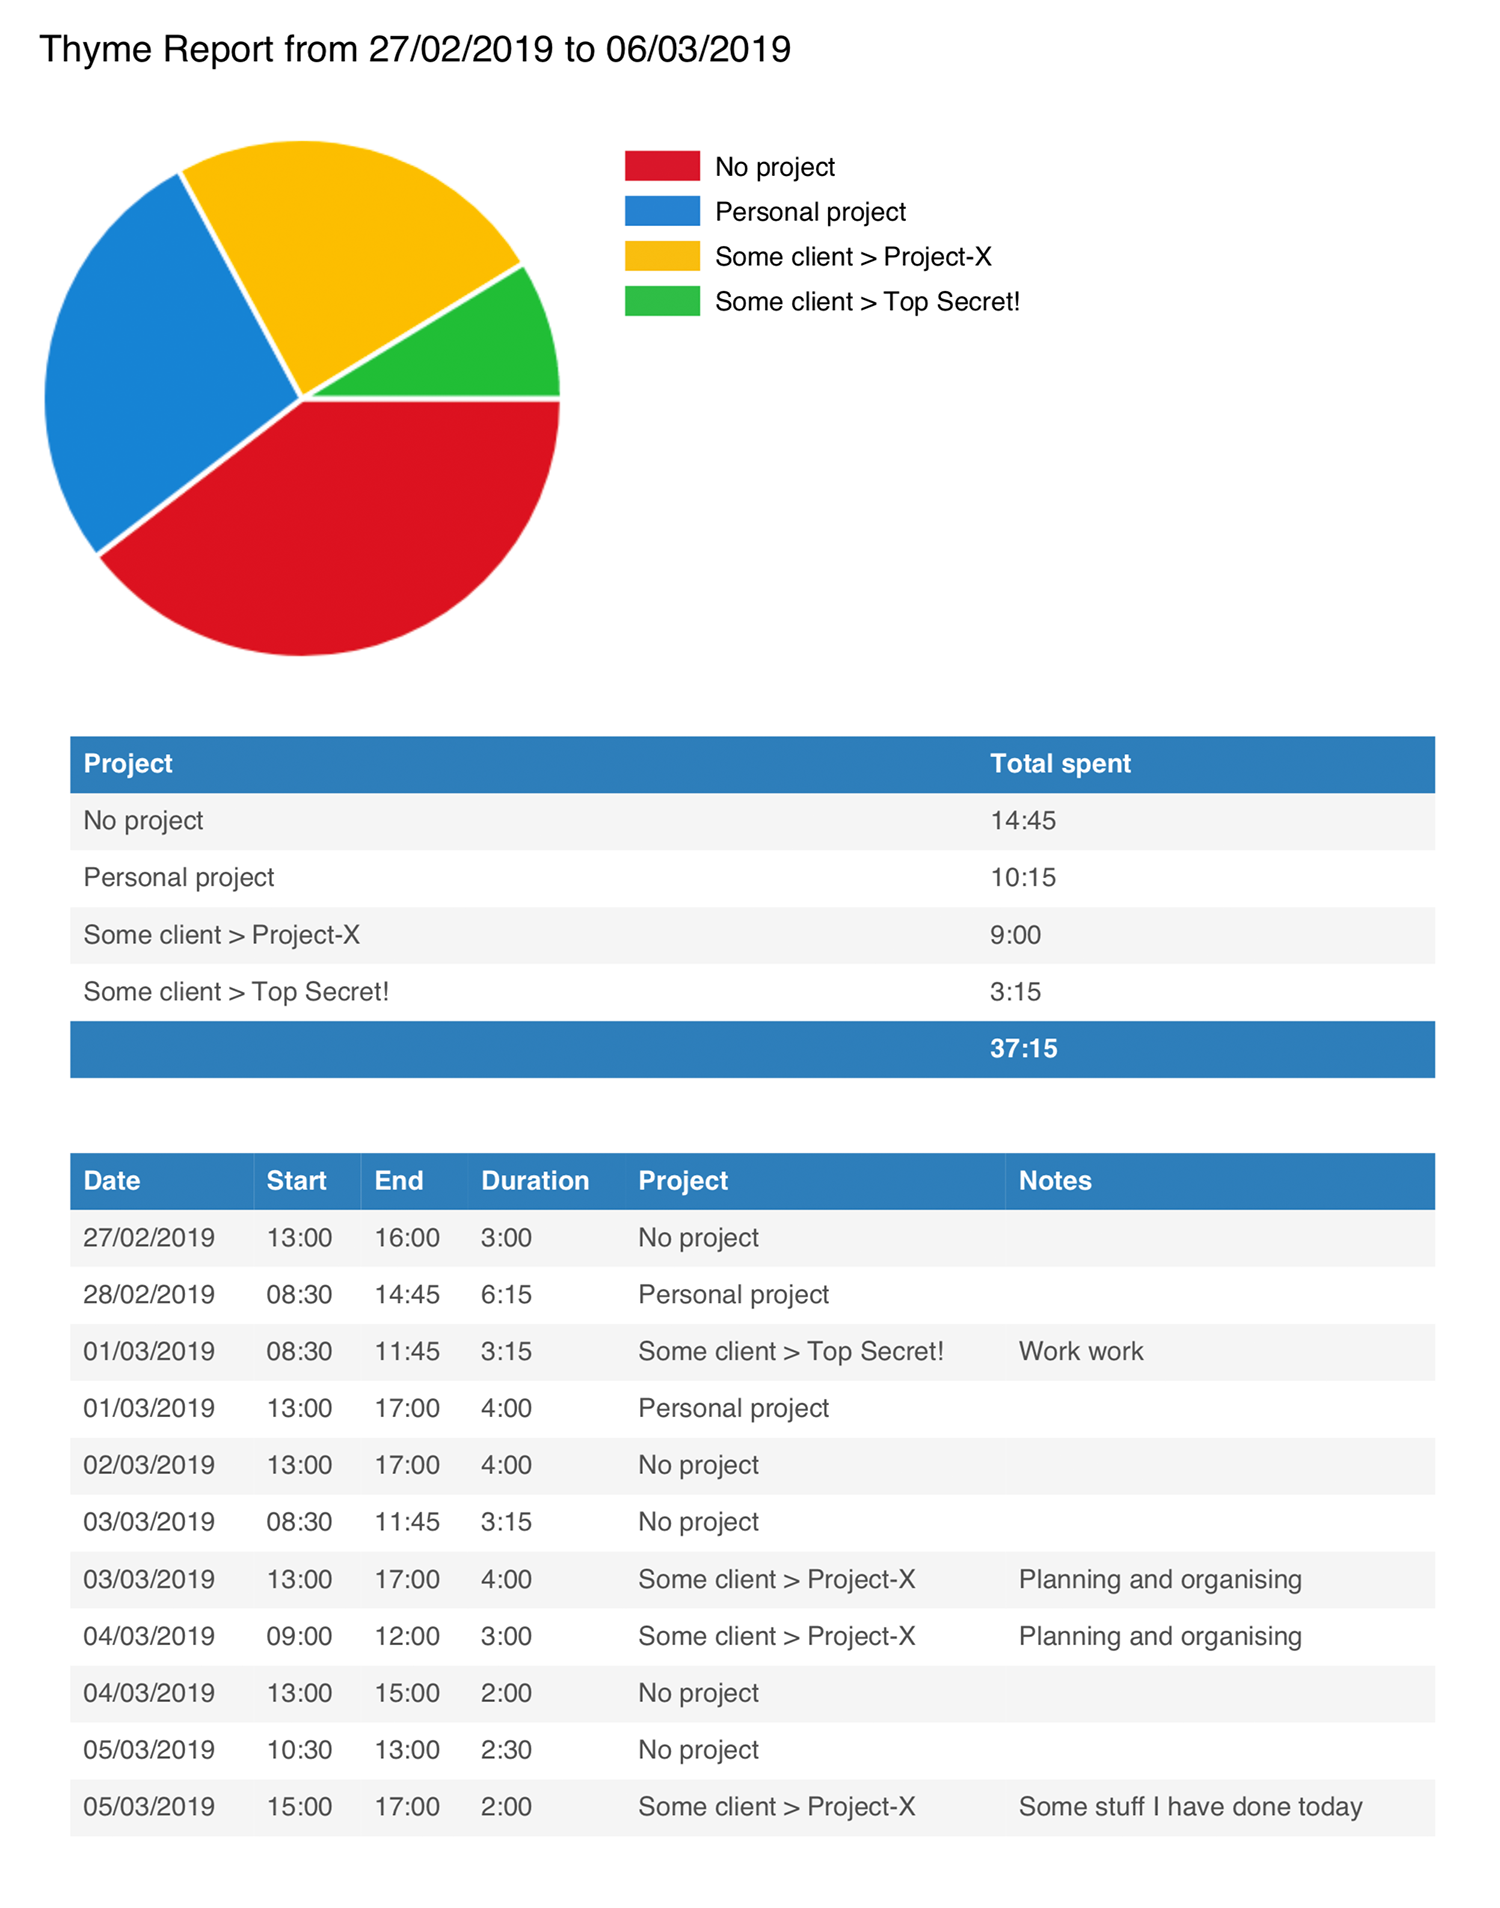 Thyme Report from 27/02/2019 to 06/03/2019
No project
Personal project
Some client > Project-X
Some client > Top Secret!
Project Total spent
No project 14:45
Personal project 10:15
Some client > Project-X 9:00
Some client > Top Secret! 3:15
37:15
Date Start End Duration Project Notes
27/02/2019 13:00 16:00 3:00 No project
28/02/2019 08:30 14:45 6:15 Personal project
01/03/2019 08:30 11:45 3:15 Some client > Top Secret! Work work
01/03/2019 13:00 17:00 4:00 Personal project
02/03/2019 13:00 17:00 4:00 No project
03/03/2019 08:30 11:45 3:15 No project
03/03/2019 13:00 17:00 4:00 Some client > Project-X Planning and organising
04/03/2019 09:00 12:00 3:00 Some client > Project-X Planning and organising
04/03/2019 13:00 15:00 2:00 No project
05/03/2019 10:30 13:00 2:30 No project
05/03/2019 15:00 17:00 2:00 Some client > Project-X Some stuff I have done today